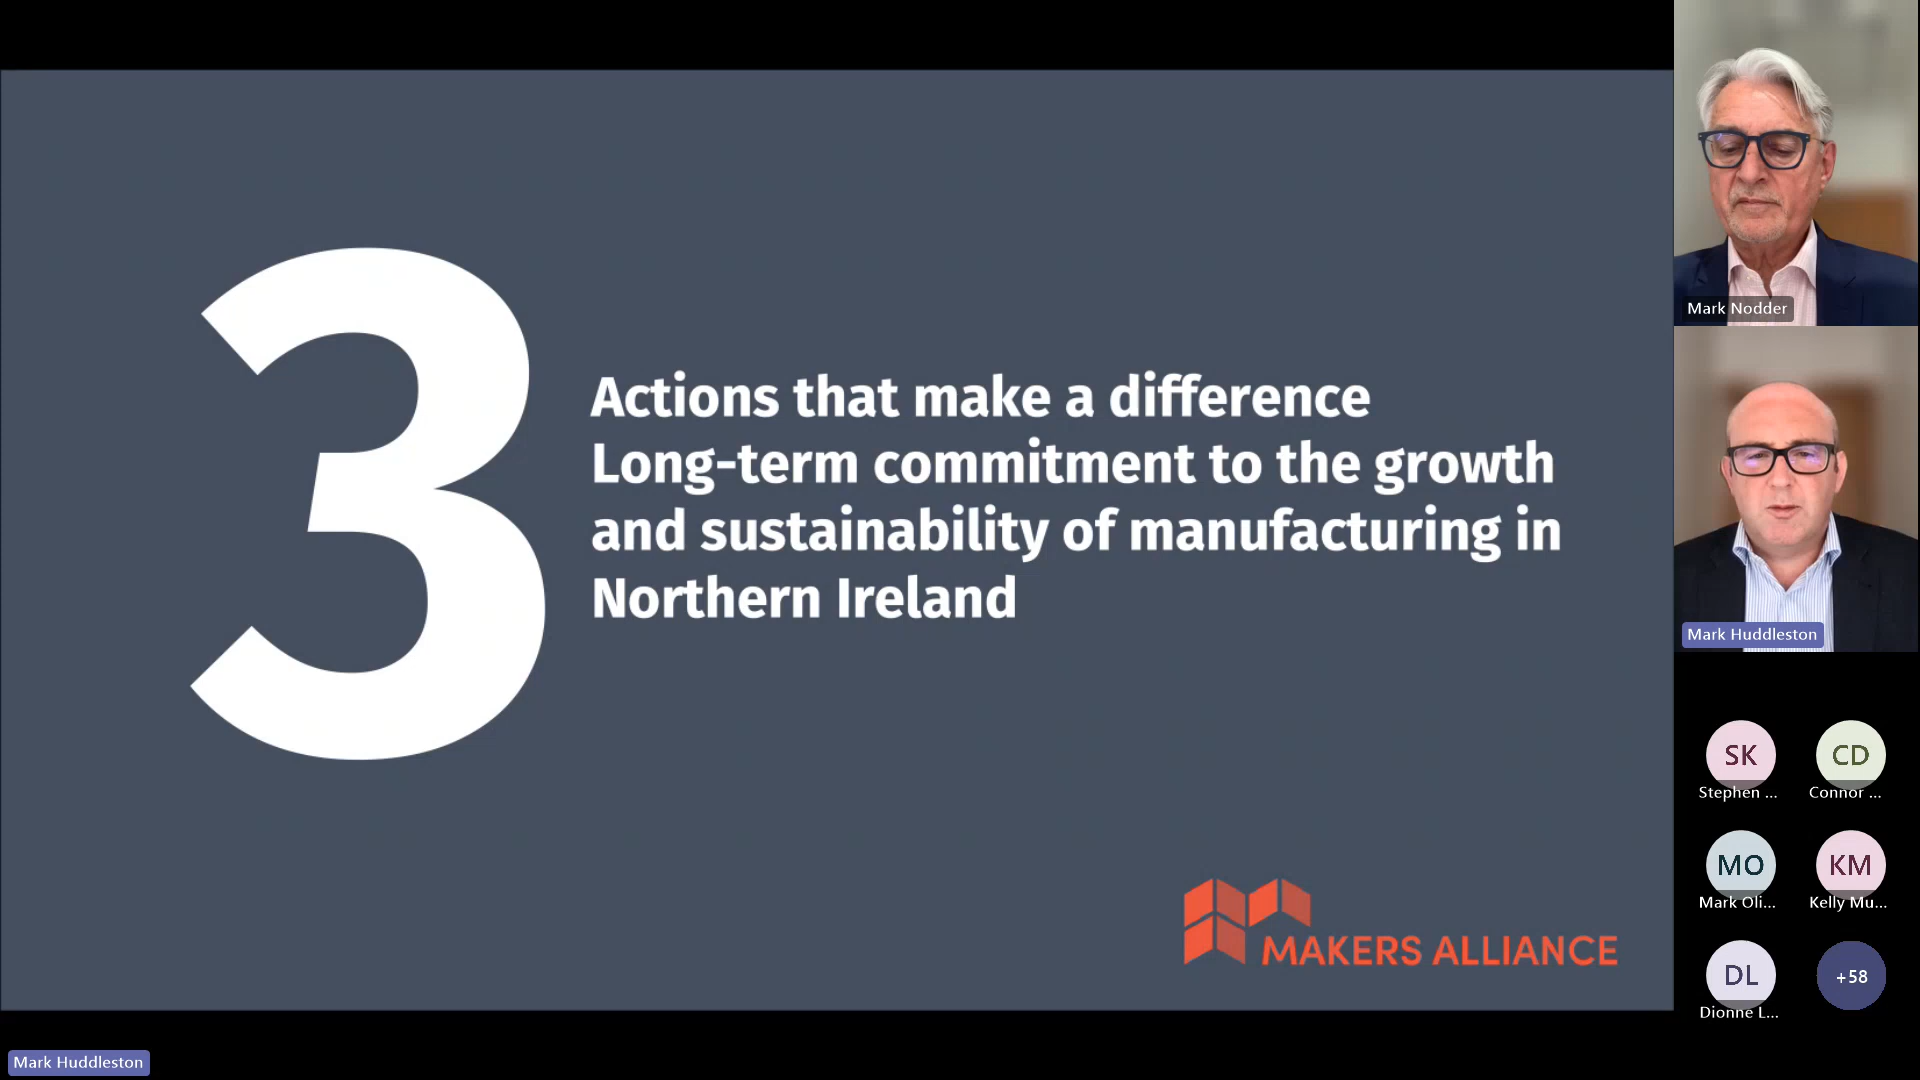 3
Actions that make a difference
Long-term commitment to the growth
and sustainability of manufacturing in
Northern Ireland
MAKERS ALLIANCE
Mark Nodder
Mark Huddleston
SK
CD
Stephen ...
Connor ...
MO
KM
Mark Oli...
Kelly Mu...
DL
+58
Dionne L...
Mark Huddleston